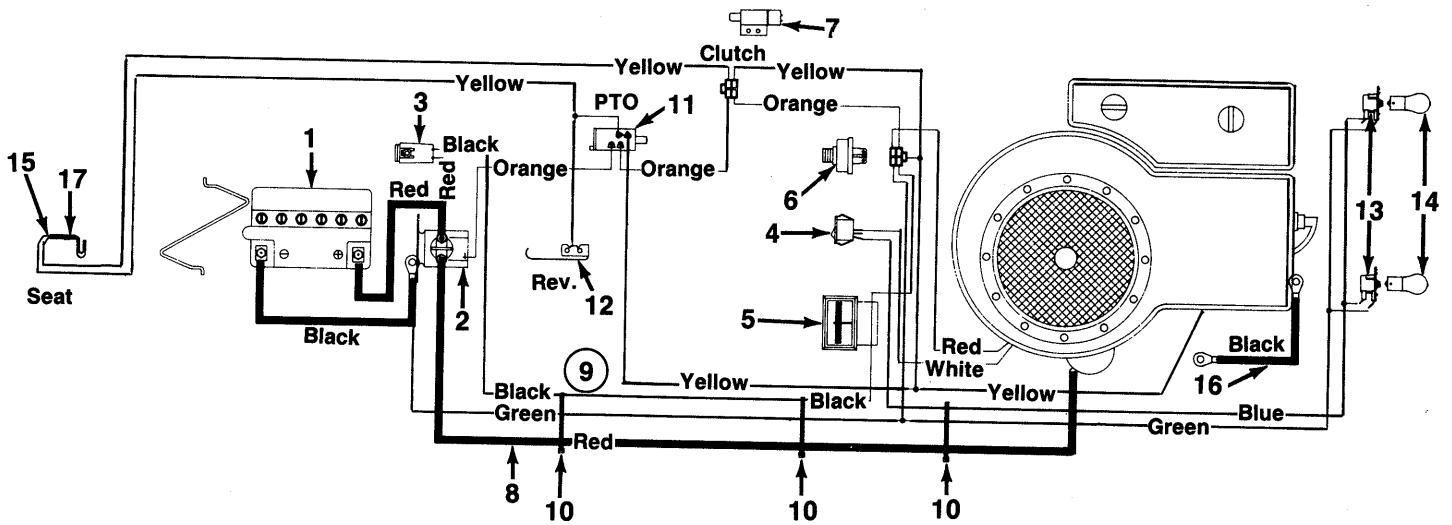 7
Clutch
Yellow
Yellow
Yellow
3
PTO
11
Orange
1
Black
Red
15
17
Orange
Orange
Red
6
13
14
4
Seat
Rev.
12
2
5
Black
Red
White
Black
16
9
Yellow
Yellow
Black
Black
Green
Blue
Green
Red
8
10
10
10